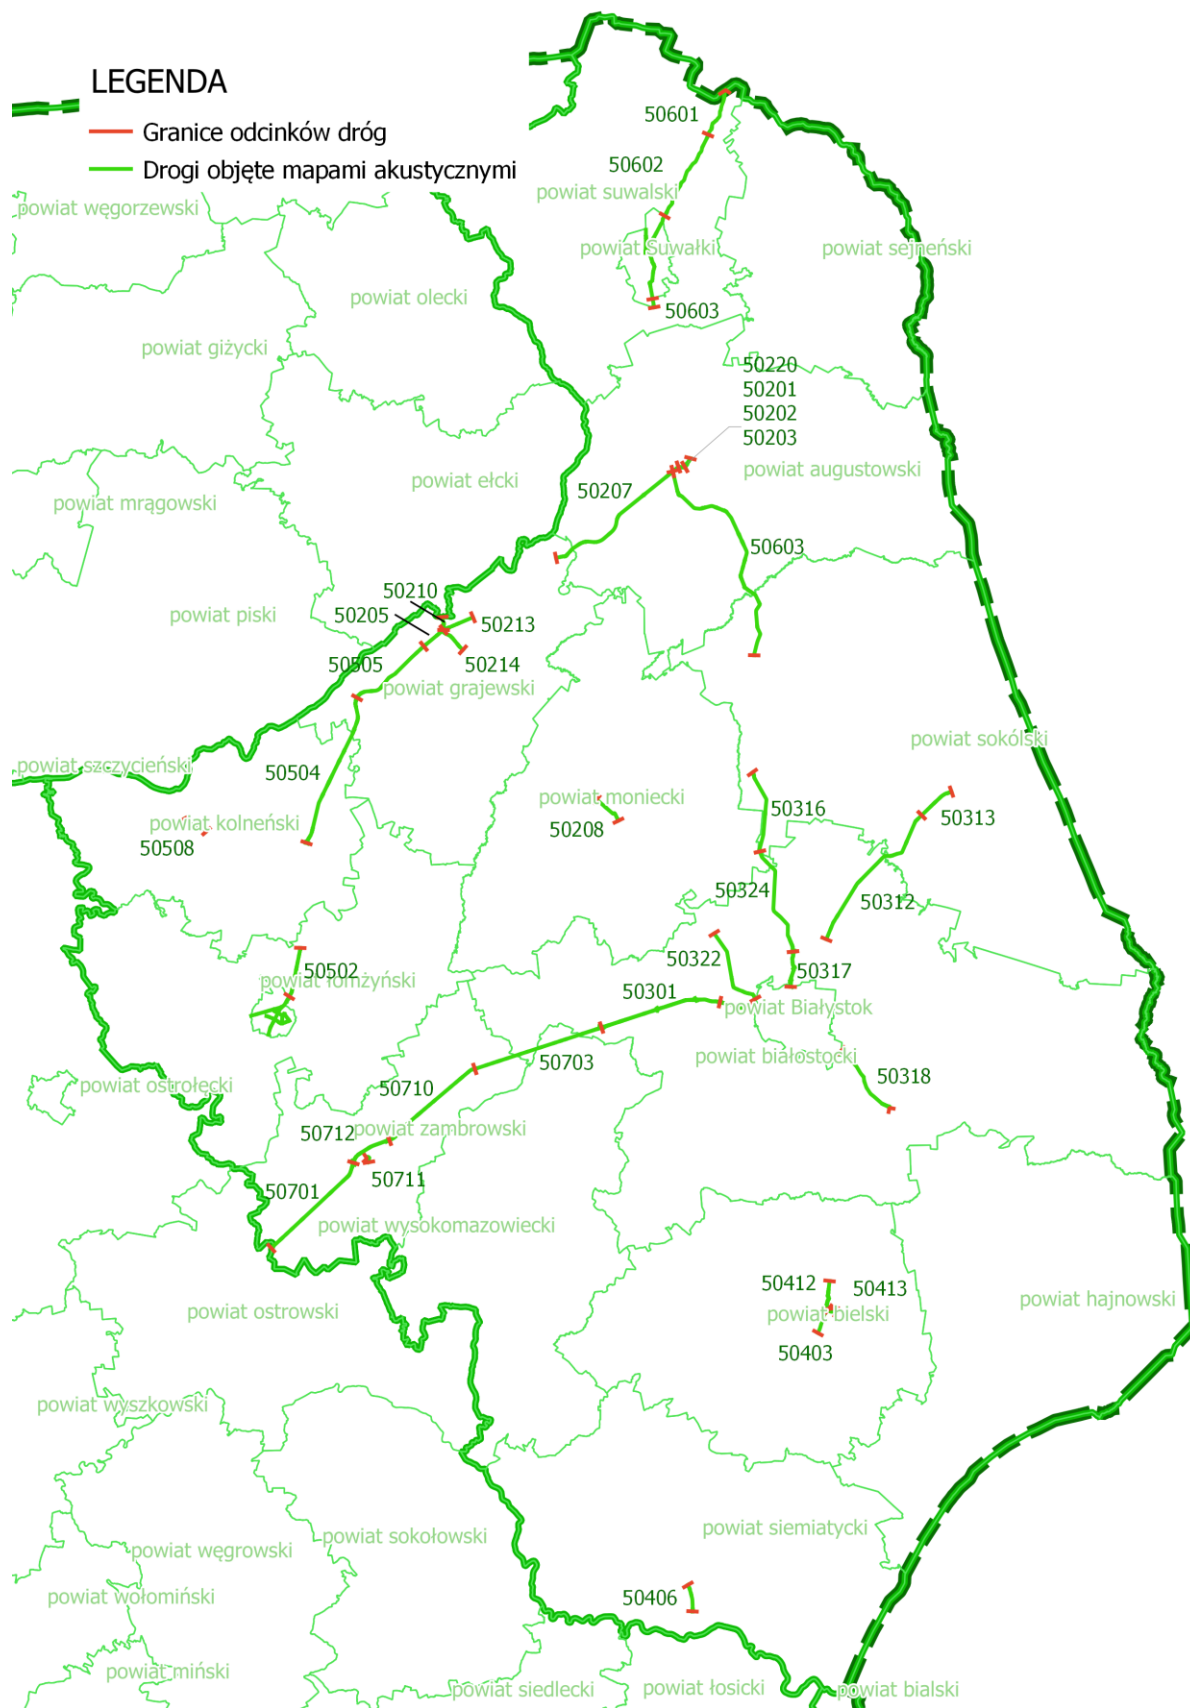 LEGENDA
Granice odcinków dróg
Drogi objęte mapami akustycznymi
50601
50602
powiat suwalski
powiat węgorzewski
powiat Suwałki
powiat sejneński
powiat olecki
50603
powiat giżycki
50220
50201
50202
50203
powiat augustowski
powiat ełcki
50207
powiat mrągowski
50603
50210
50205
powiat piski
50213
50505
50214
powiat grajewski
powiat sokólski
powiat szczycieński
50504
powiat moniecki
50316
50313
powiat kolneński
50208
50508
50324
50312
50322
50317
50502
powiat łomżyński
50301
powiat Białystok
50703
powiat białostocki
50318
powiat ostrołęcki
50710
50712
powiat zambrowski
50711
50701
powiat wysokomazowiecki
50412
50413
powiat hajnowski
powiat ostrowski
powiat bielski
50403
powiat wyszkowski
powiat siemiatycki
powiat sokołowski
powiat węgrowski
powiat wołomiński
50406
powiat miński
powiat siedlecki
powiat łosicki
powiat bialski